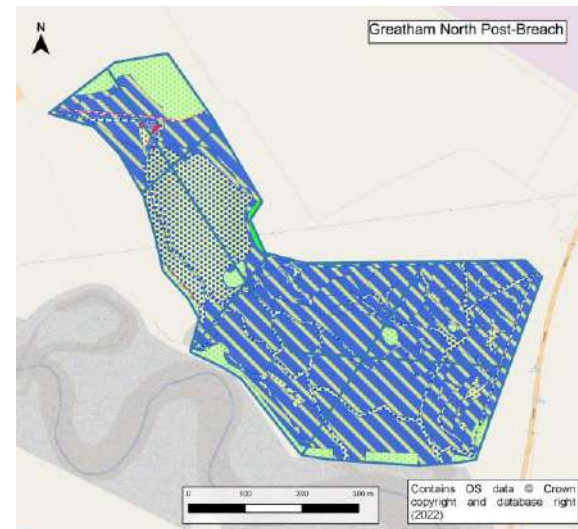 Greatham North Post-Breach
N
0 100 200 300 m
Contains OS data © Crown
copyright and database right
(2022)